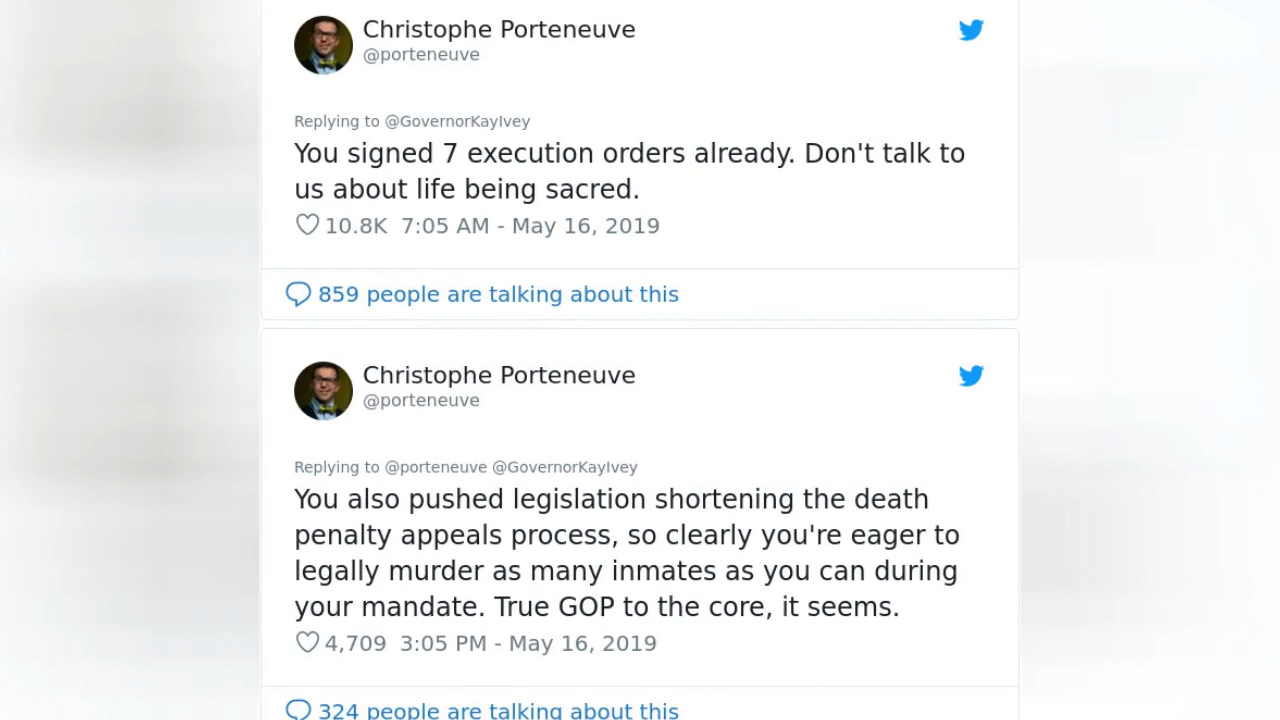 Christophe Porteneuve
@porteneuve
Replying to @GovernorKayIvey
You signed 7 execution orders already. Don't talk to
us about life being sacred.
10.8K 7:05 AM - May 16, 2019
859 people are talking about this
Christophe Porteneuve
@porteneuve
Replying to @porteneuve @GovernorKayIvey
You also pushed legislation shortening the death
penalty appeals process, so clearly you're eager to
legally murder as many inmates as you can during
your mandate. True GOP to the core, it seems.
4,709 3:05 PM - May 16, 2019
324 people are talking about this